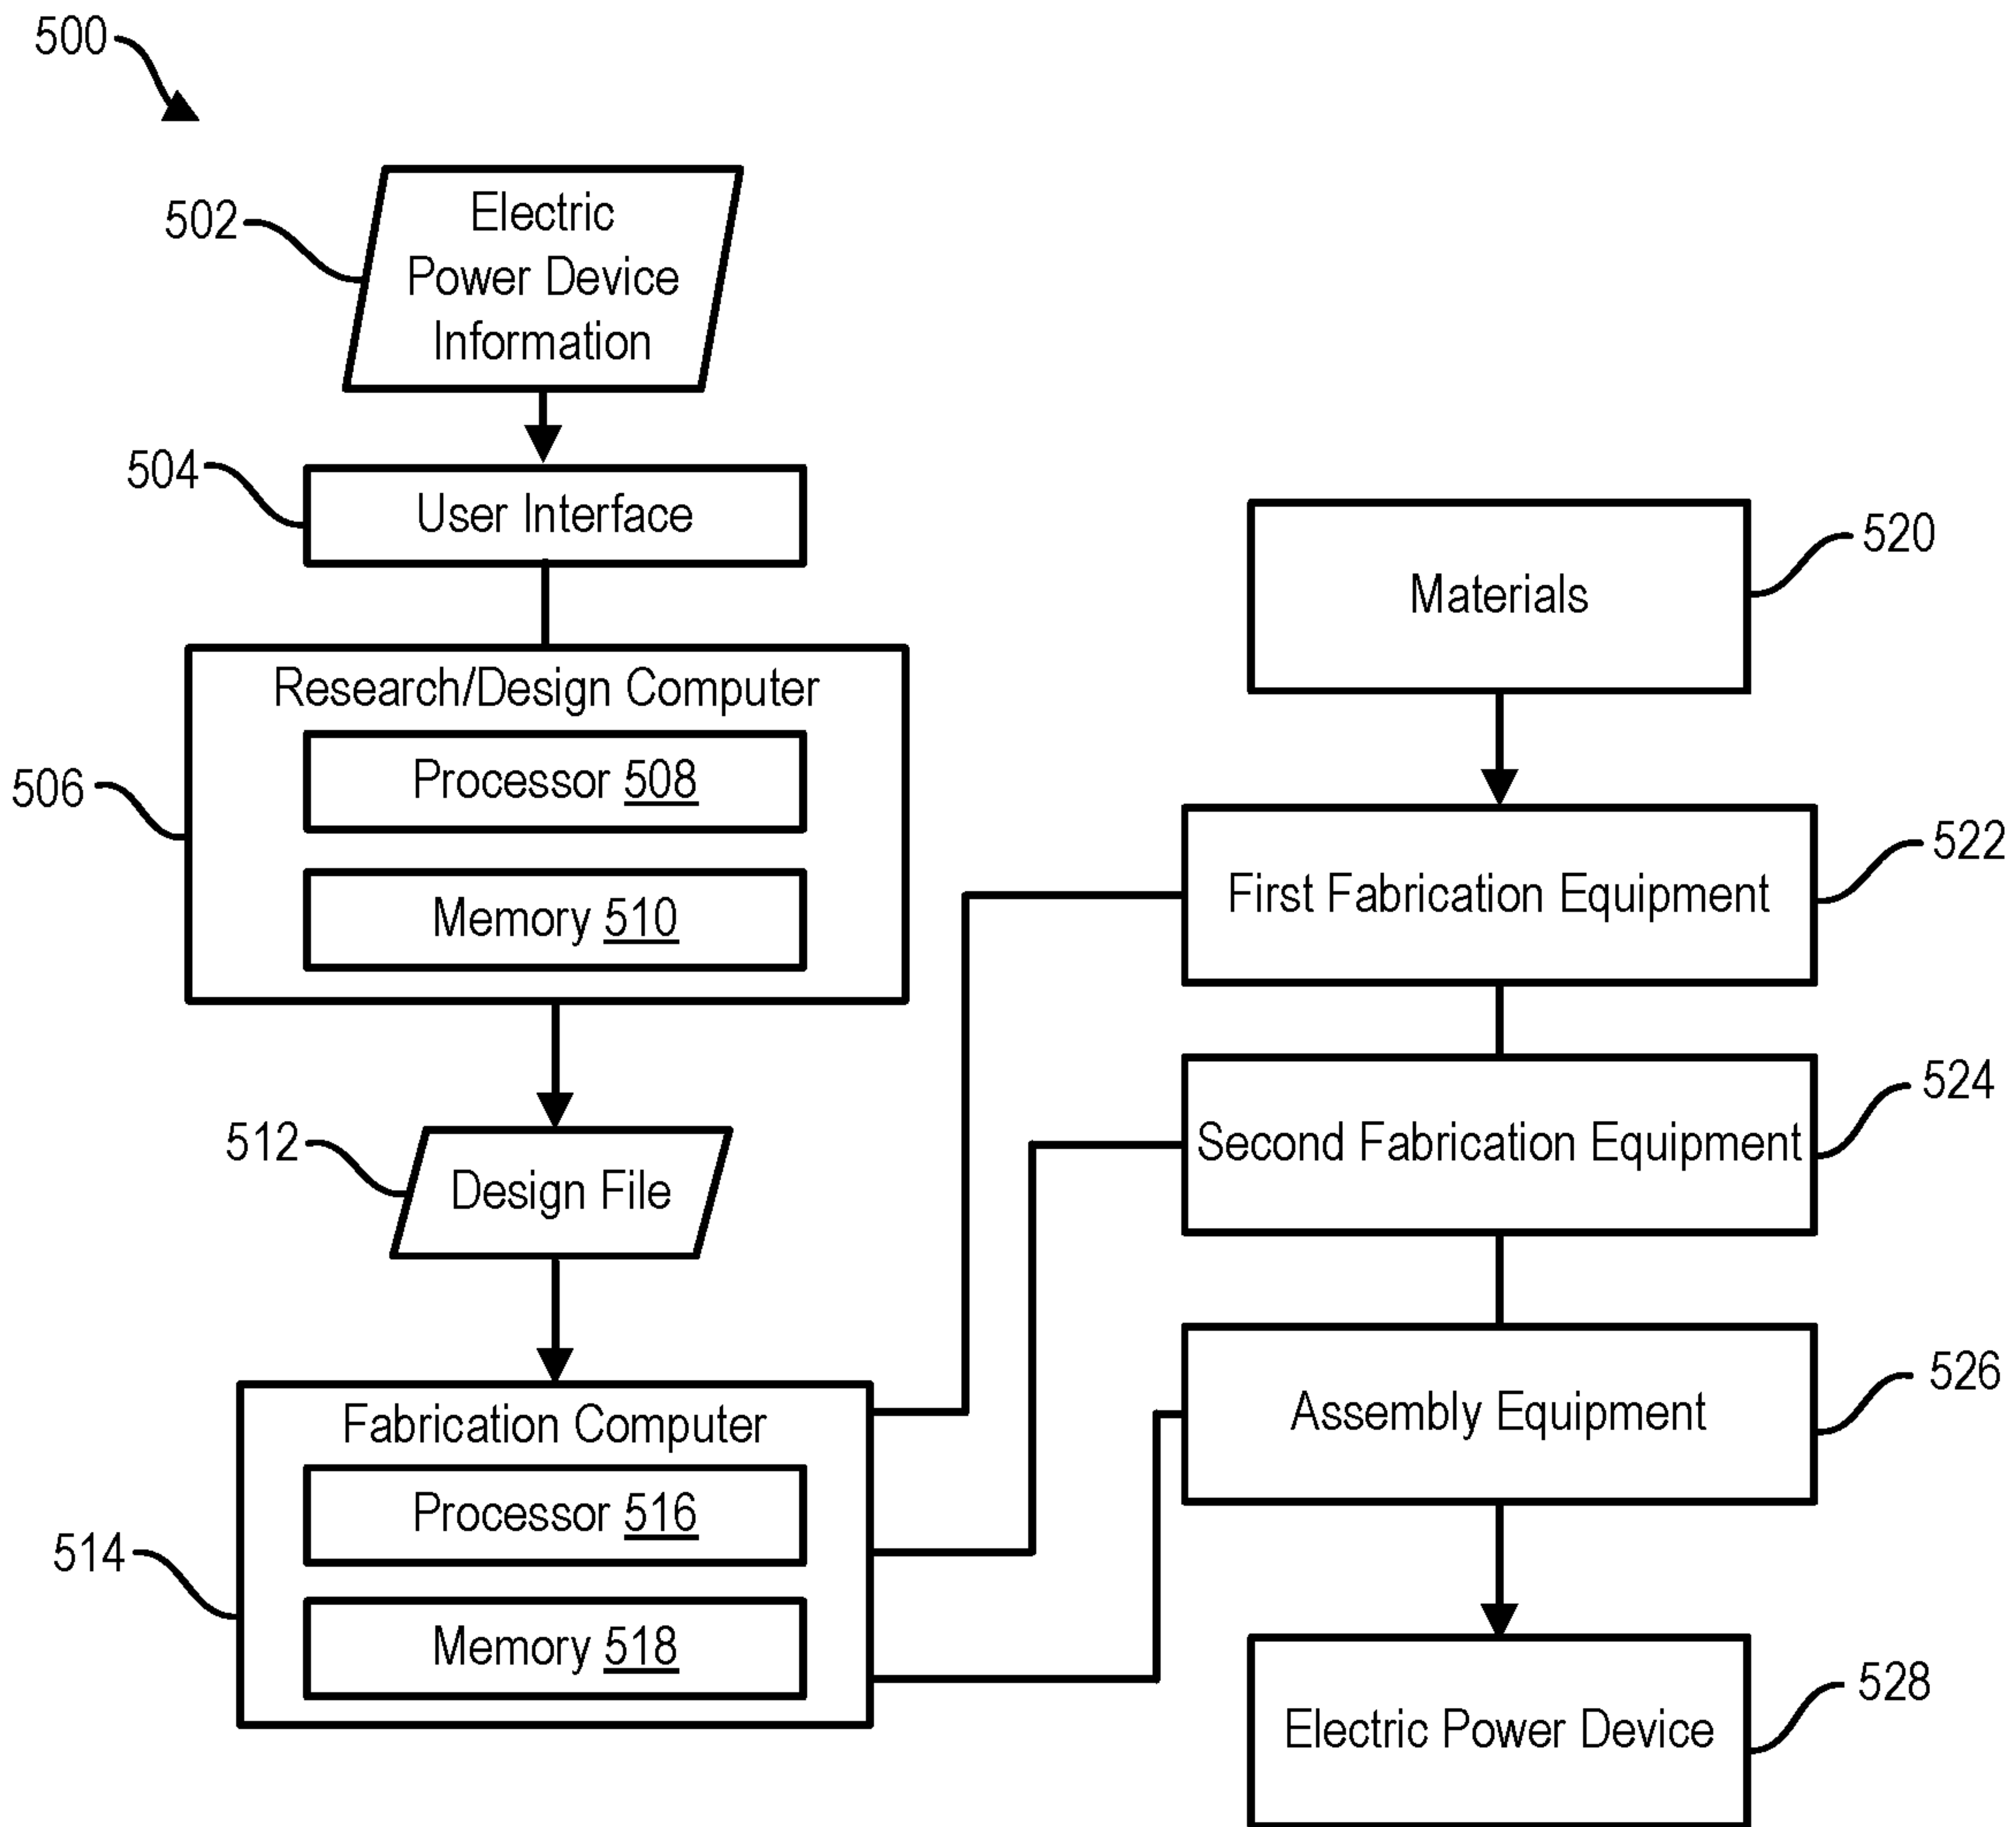 500
502
Electric
Power Device
Information
504
User Interface
506
Research/Design Computer
Processor 508
Memory 510
512
Design File
514
Fabrication Computer
Processor 516
Memory 518
Materials
520
First Fabrication Equipment
522
Second Fabrication Equipment
524
Assembly Equipment
526
Electric Power Device
528